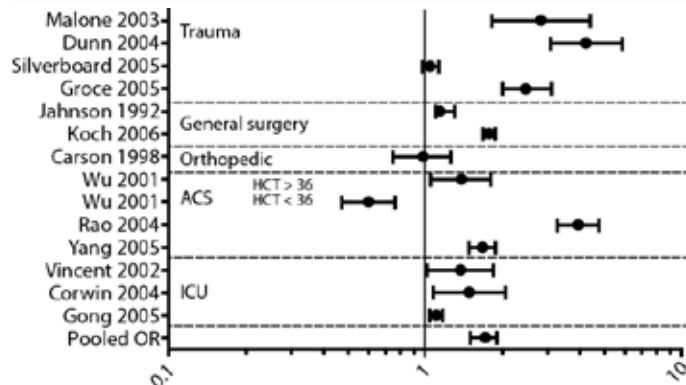 Malone 2003
Trauma
Dunn 2004
Silverboard 2005
Groce 2005
Jahnson 1992
General surgery
Koch 2006
Carson 1998 Orthopedic
Wu 2001 HCT > 36
Wu 2001 ACS HCT < 36
Rao 2004
Yang 2005
Vincent 2002
Corwin 2004 ICU
Gong 2005
Pooled OR
0.1 1 10